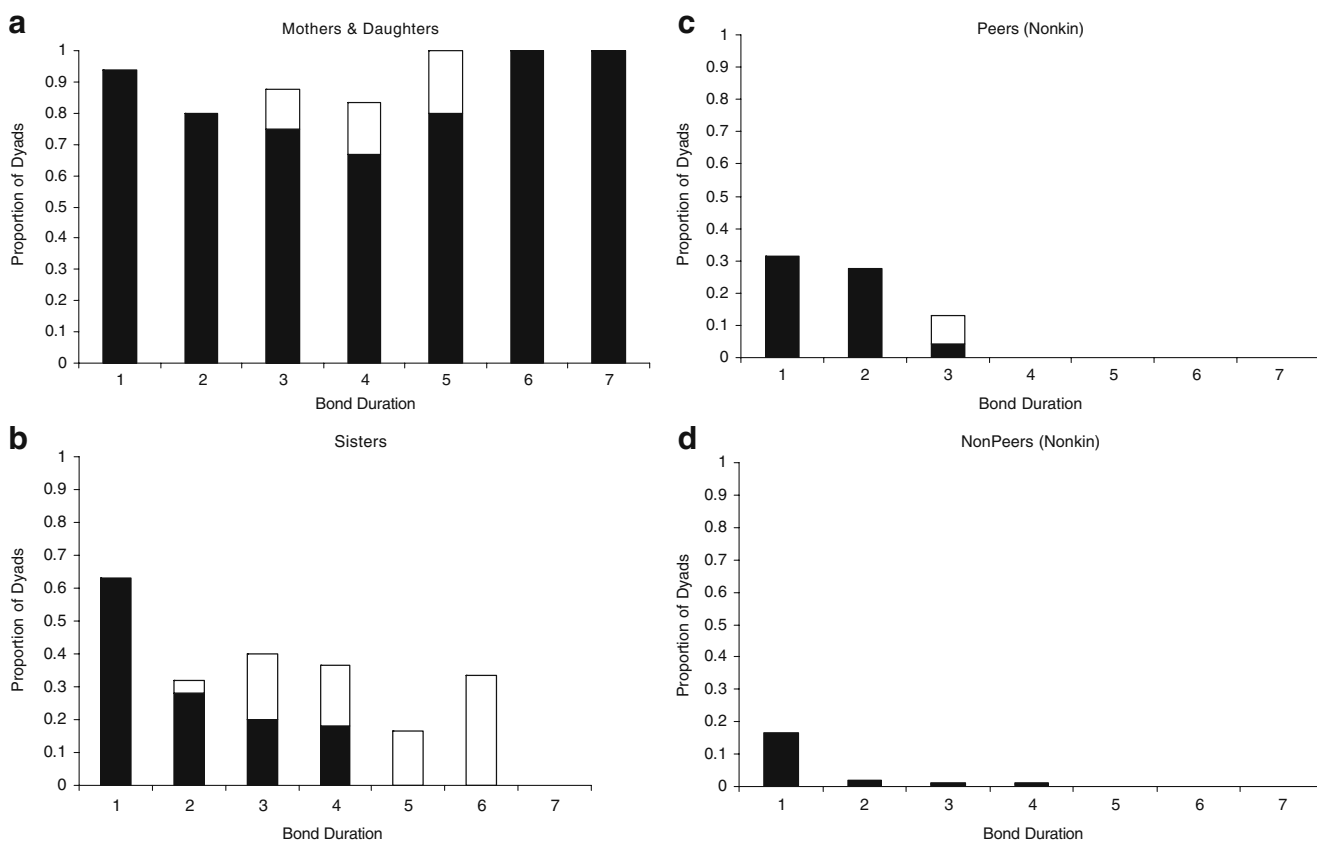 a
Mothers & Daughters
Proportion of Dyads
1
0.9
0.8
0.7
0.6
0.5
0.4
0.3
0.2
0.1
0
1 2 3 4 5 6 7
Bond Duration
b
Sisters
Proportion of Dyads
1
0.9
0.8
0.7
0.6
0.5
0.4
0.3
0.2
0.1
0
1 2 3 4 5 6 7
Bond Duration
c
Peers (Nonkin)
Proportion of Dyads
1
0.9
0.8
0.7
0.6
0.5
0.4
0.3
0.2
0.1
0
1 2 3 4 5 6 7
Bond Duration
d
NonPeers (Nonkin)
Proportion of Dyads
1
0.9
0.8
0.7
0.6
0.5
0.4
0.3
0.2
0.1
0
1 2 3 4 5 6 7
Bond Duration